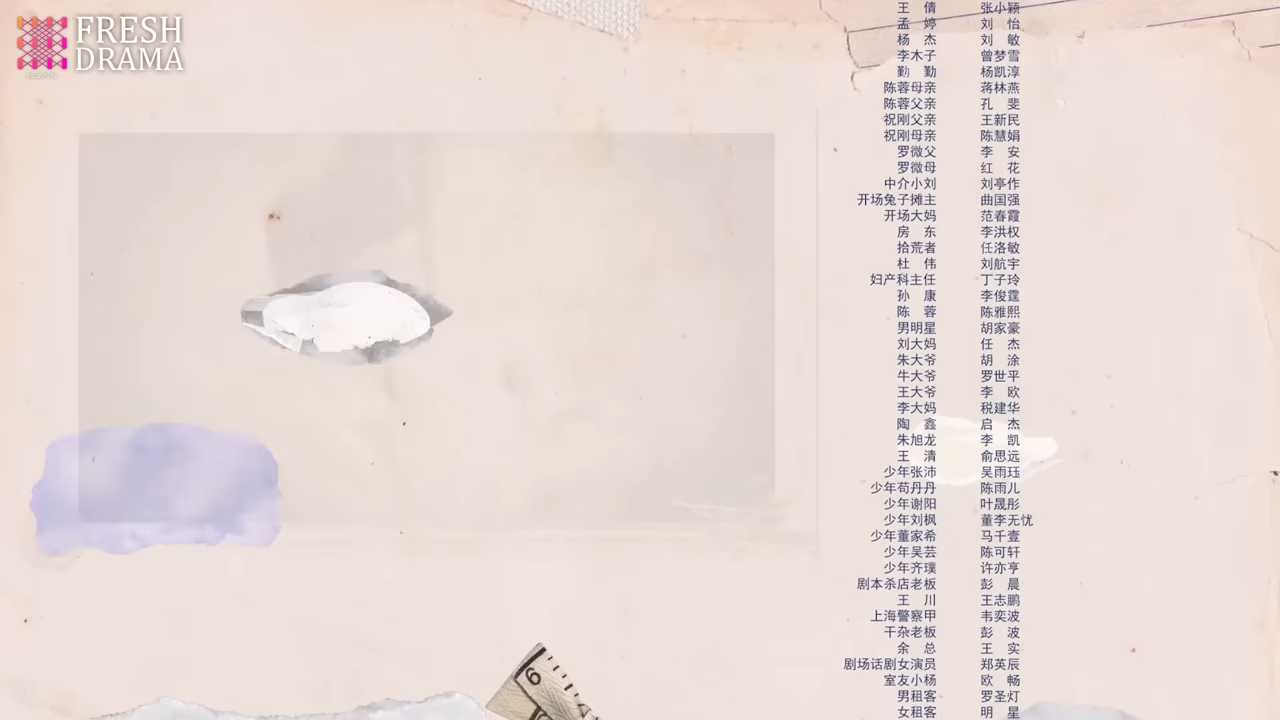 FRESH
DRAMA
王 倩 张小颖
孟 婷 刘 怡
杨 杰 刘 敏
李木子 曾梦雪
勤 勤 杨凯淳
陈蓉母亲 蒋林燕
陈蓉父亲 孔 斐
祝刚父亲 王新民
祝刚母亲 陈慧娟
罗微父 李 安
罗微母 红 花
中介小刘 刘亭作
开场兔子摊主 曲国强
开场大妈 范春霞
房 东 李洪权
拾荒者 任洛敏
杜 伟 刘航宇
妇产科主任 丁子玲
孙 康 李俊霆
陈 蓉 陈雅熙
男明星 胡家豪
刘大妈 任 杰
朱大爷 胡 涂
牛大爷 罗世平
王大爷 李 欧
李大妈 税建华
陶 鑫 启 杰
朱旭龙 李 凯
王 清 俞思远
少年张沛 吴雨珏
少年苟丹丹 陈雨儿
少年谢阳 叶晟彤
少年刘枫 董李无忧
少年董家希 马千壹
少年吴芸 陈可轩
少年齐璞 许亦亨
剧本杀店老板 彭 晨
王 川 王志鹏
上海警察甲 韦奕波
干杂老板 彭 波
余 总 王 实
剧场话剧女演员 郑英辰
室友小杨 欧 畅
男租客 罗圣灯
女租客 明 星
6